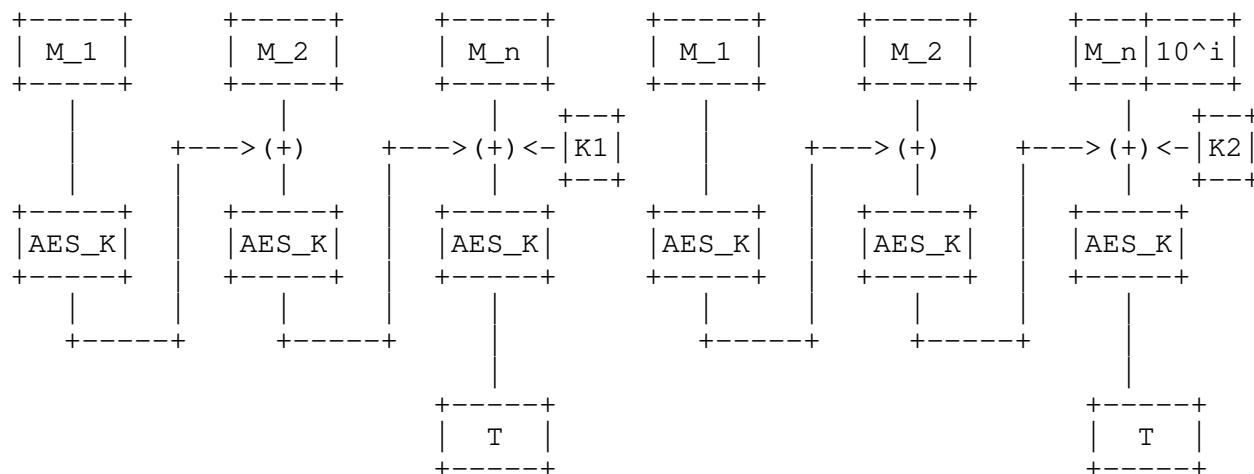 M_1 M_2 M_n M_1 M_2 M_n 10^i
(+) (+) K1 (+) (+) K2
AES_K AES_K AES_K AES_K AES_K AES_K
T T